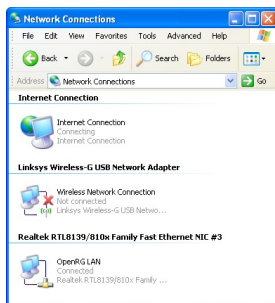 Network Connections
File Edit View Favorites Tools Advanced Help
Back Search Folders
Address Network Connections Go
Internet Connection
Internet Connection
Connecting
Internet Connection
Linksys Wireless-G USB Network Adapter
Wireless Network Connection
Not connected
Linksys Wireless-G USB Netwo...
Realtek RTL8139/810x Family Fast Ethernet NIC #3
OpenRG LAN
Connected
Realtek RTL8139/810x Family ...